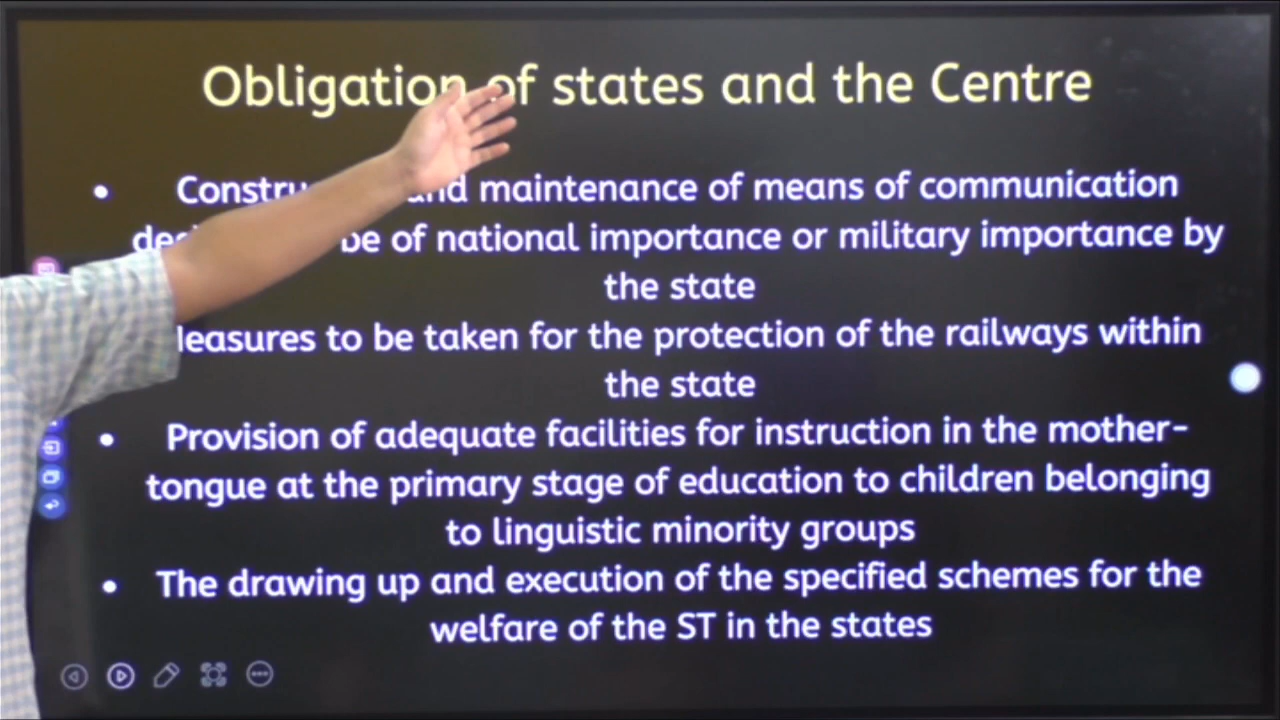 Obligation of states and the Centre
• and maintenance of means of communication
be of national importance or military importance by
the state
to be taken for the protection of the railways within
the state
• Provision of adequate facilities for instruction in the mother-
tongue at the primary stage of education to children belonging
to linguistic minority groups
• The drawing up and execution of the specified schemes for the
welfare of the ST in the states